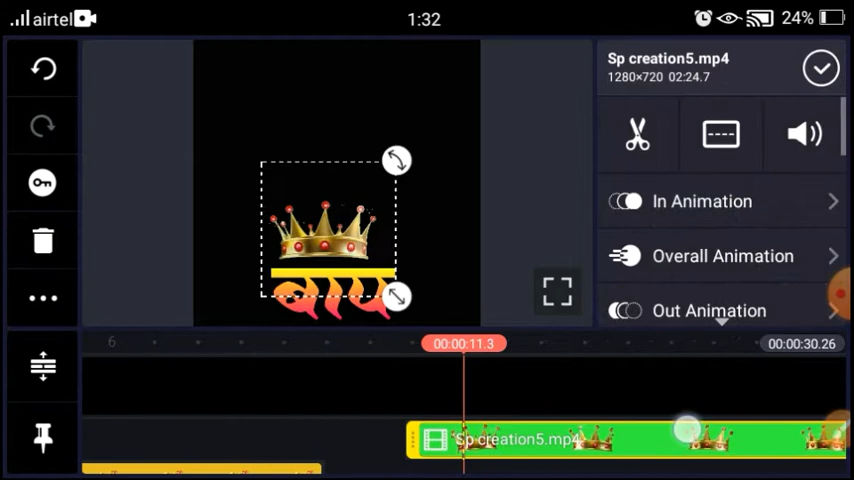 airtel
1:32
24%
Sp creation5.mp4
1280×720 02:24.7
In Animation
Overall Animation
Out Animation
बाप
6
00:00:11.3
00:00:30.26
Sp creation5.mp4